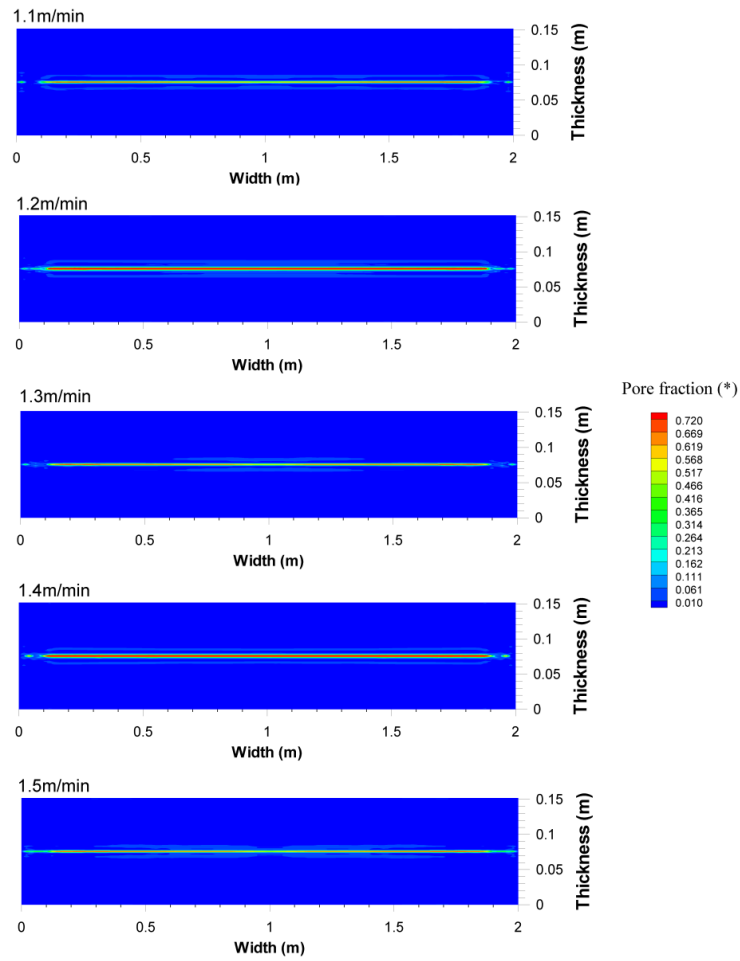 1.1m/min
0.15
0.1
0.05
0
Thickness (m)
0 0.5 1 1.5 2
Width (m)
1.2m/min
0.15
0.1
0.05
0
Thickness (m)
0 0.5 1 1.5 2
Width (m)
1.3m/min
0.15
0.1
0.05
0
Thickness (m)
0 0.5 1 1.5 2
Width (m)
Pore fraction (*)
0.720
0.669
0.619
0.568
0.517
0.466
0.416
0.365
0.314
0.264
0.213
0.162
0.111
0.061
0.010
1.4m/min
0.15
0.1
0.05
0
Thickness (m)
0 0.5 1 1.5 2
Width (m)
1.5m/min
0.15
0.1
0.05
0
Thickness (m)
0 0.5 1 1.5 2
Width (m)